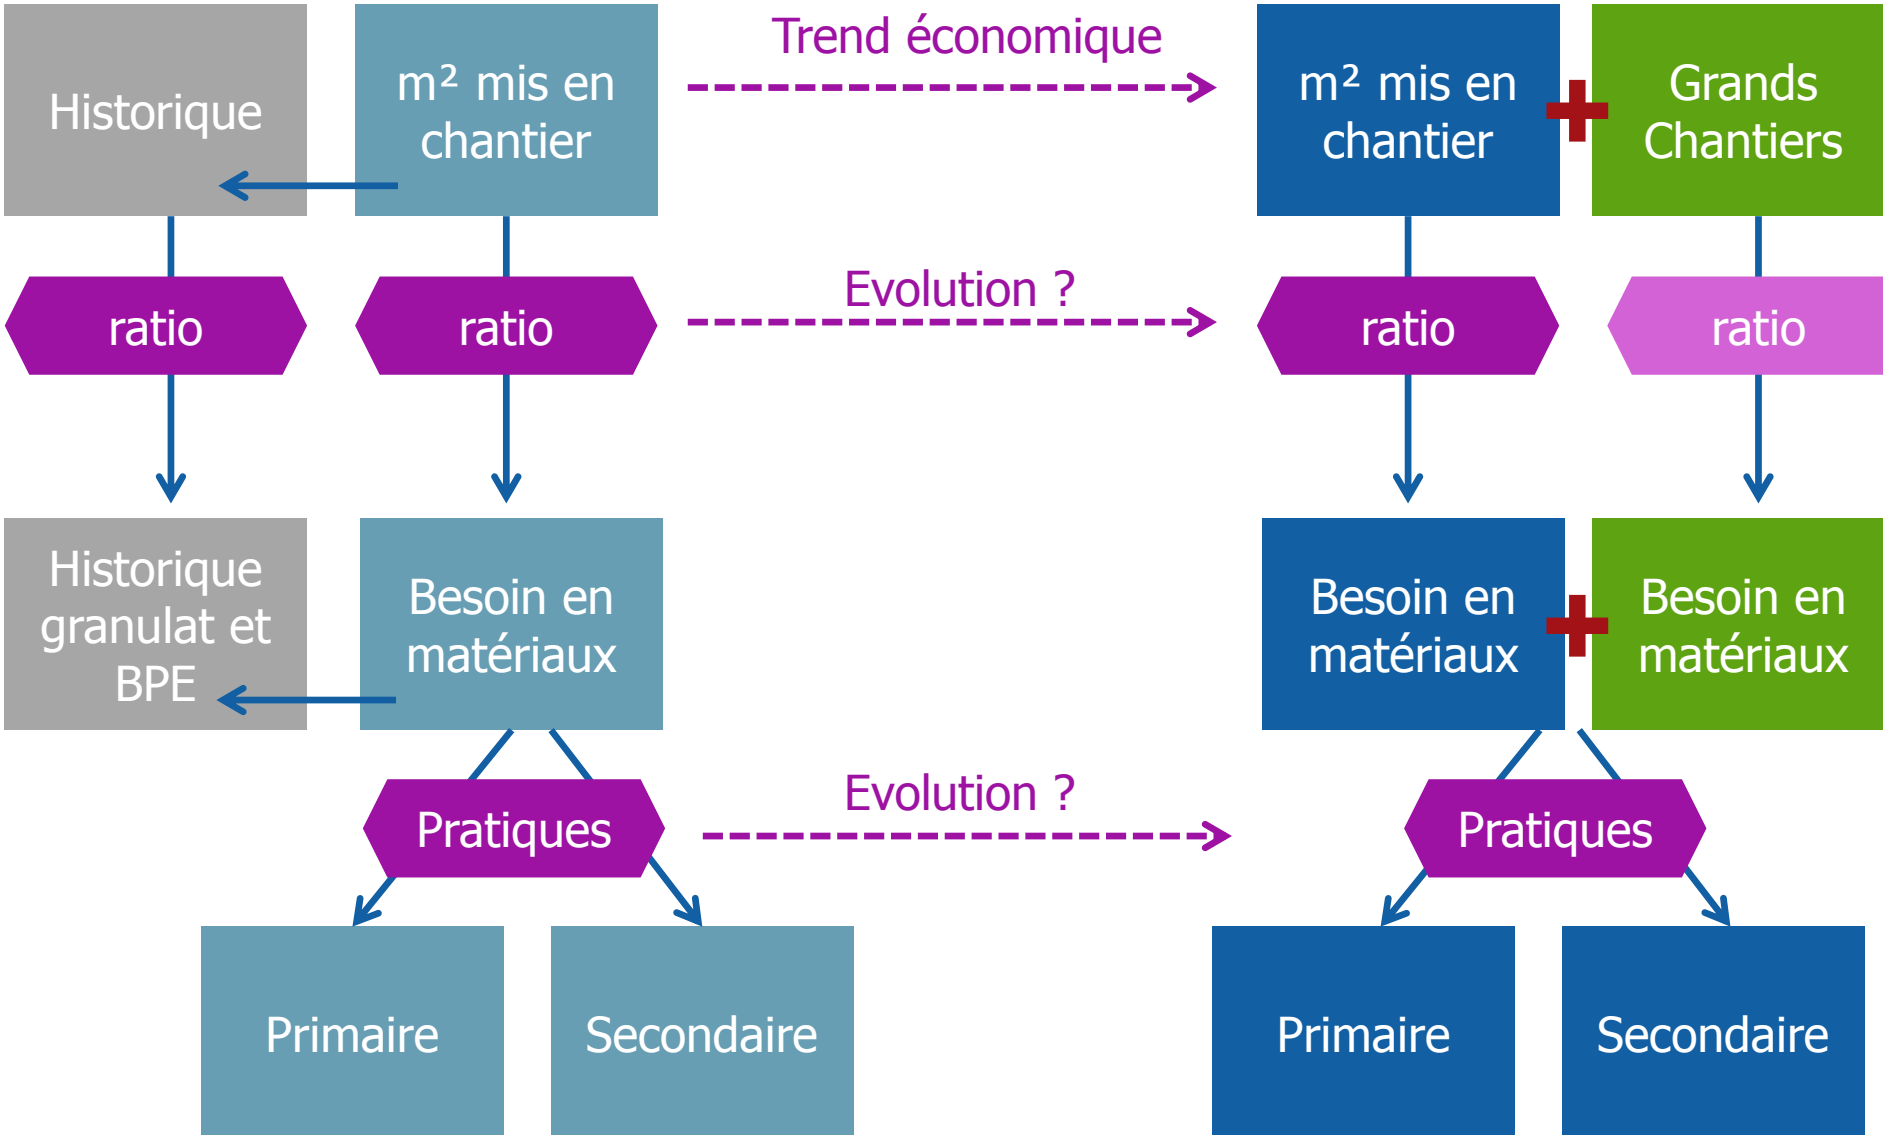 Trend économique
Historique
m² mis en
chantier
m² mis en
chantier
Grands
Chantiers
Evolution ?
ratio
ratio
ratio
ratio
Historique
granulat et
BPE
Besoin en
matériaux
Besoin en
matériaux
Besoin en
matériaux
Evolution ?
Pratiques
Pratiques
Primaire
Secondaire
Primaire
Secondaire